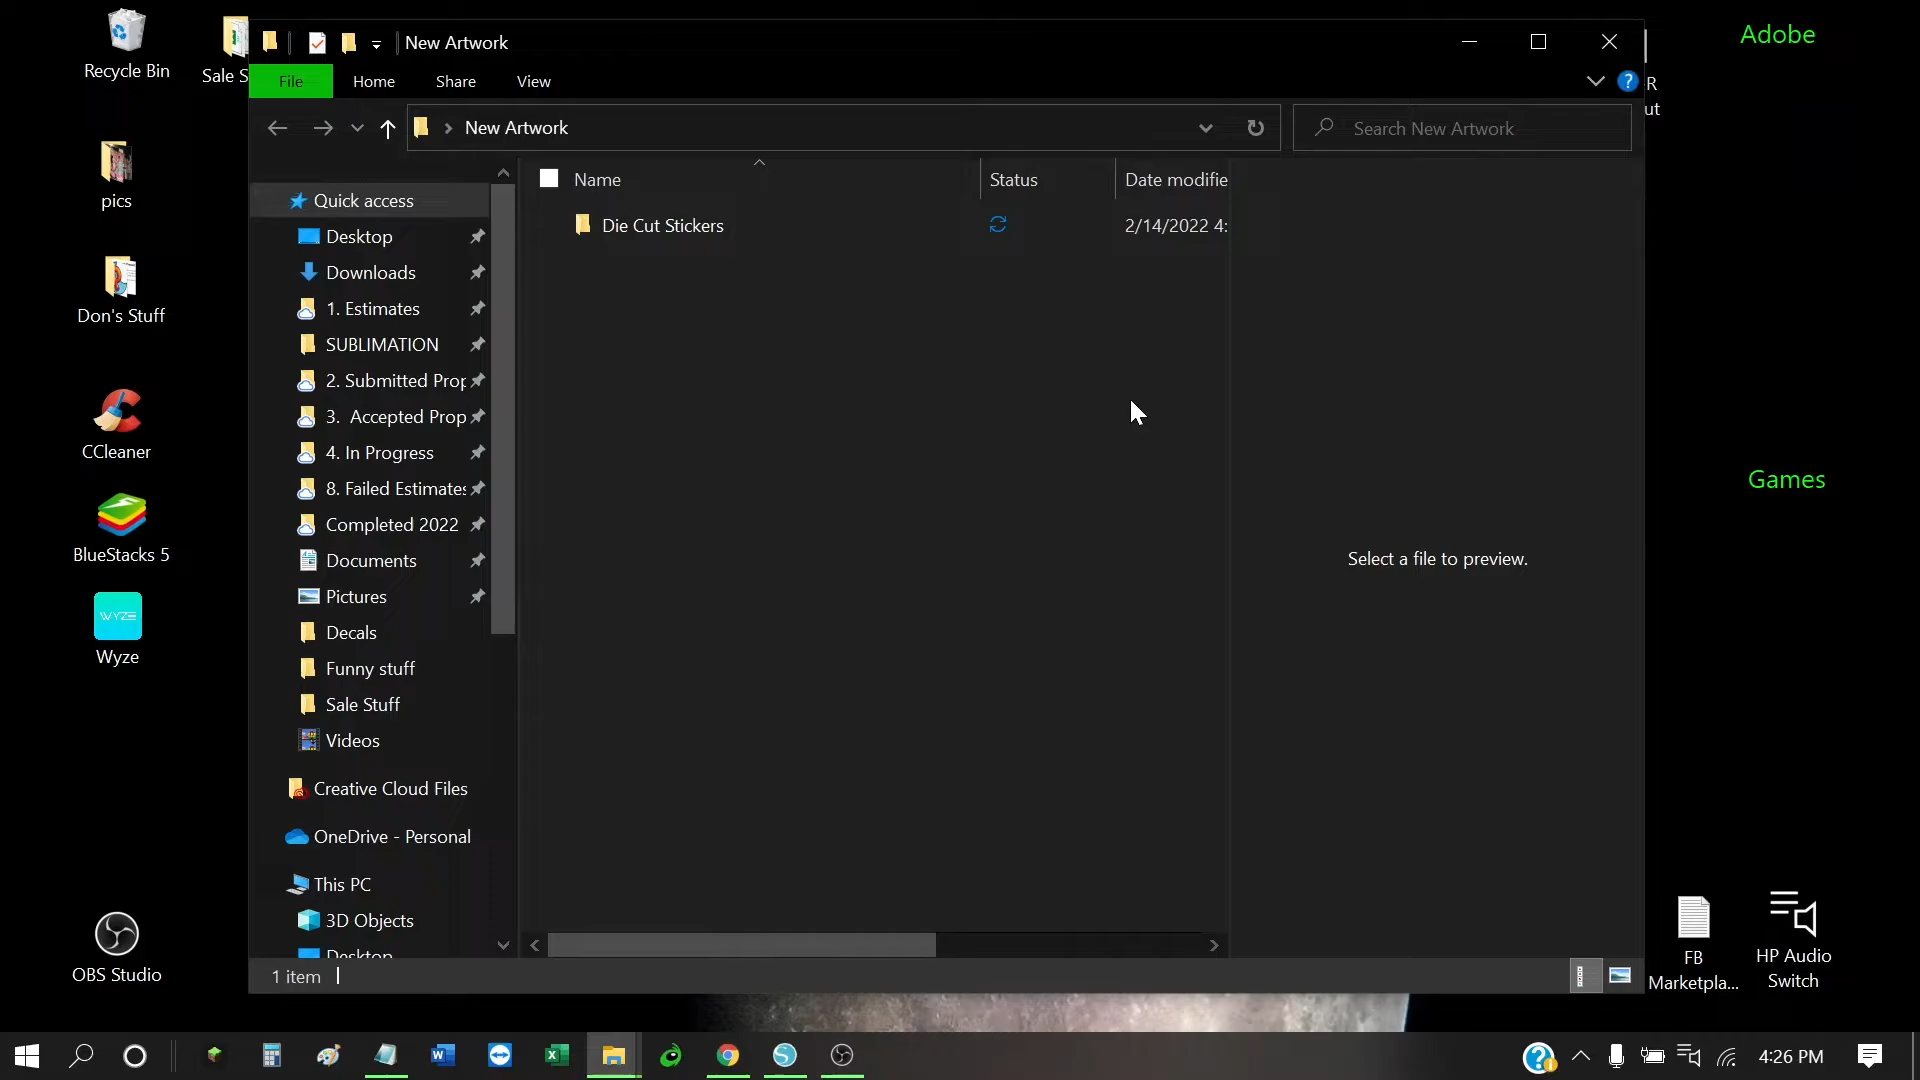 Recycle Bin
Sale S
pics
Don's Stuff
CCleaner
BlueStacks 5
WYZE
Wyze
OBS Studio
New Artwork
File Home Share View
?
New Artwork
Search New Artwork
Name Status Date modifie
Die Cut Stickers 2/14/2022 4:
Quick access
Desktop
Downloads
1. Estimates
SUBLIMATION
2. Submitted Prop
3. Accepted Prop
4. In Progress
8. Failed Estimates
Completed 2022
Documents
Pictures
Decals
Funny stuff
Sale Stuff
Videos
Creative Cloud Files
OneDrive - Personal
This PC
3D Objects
Desktop
Select a file to preview.
1 item
Adobe
R
ut
Games
FB
Marketpla...
HP Audio
Switch
4:26 PM